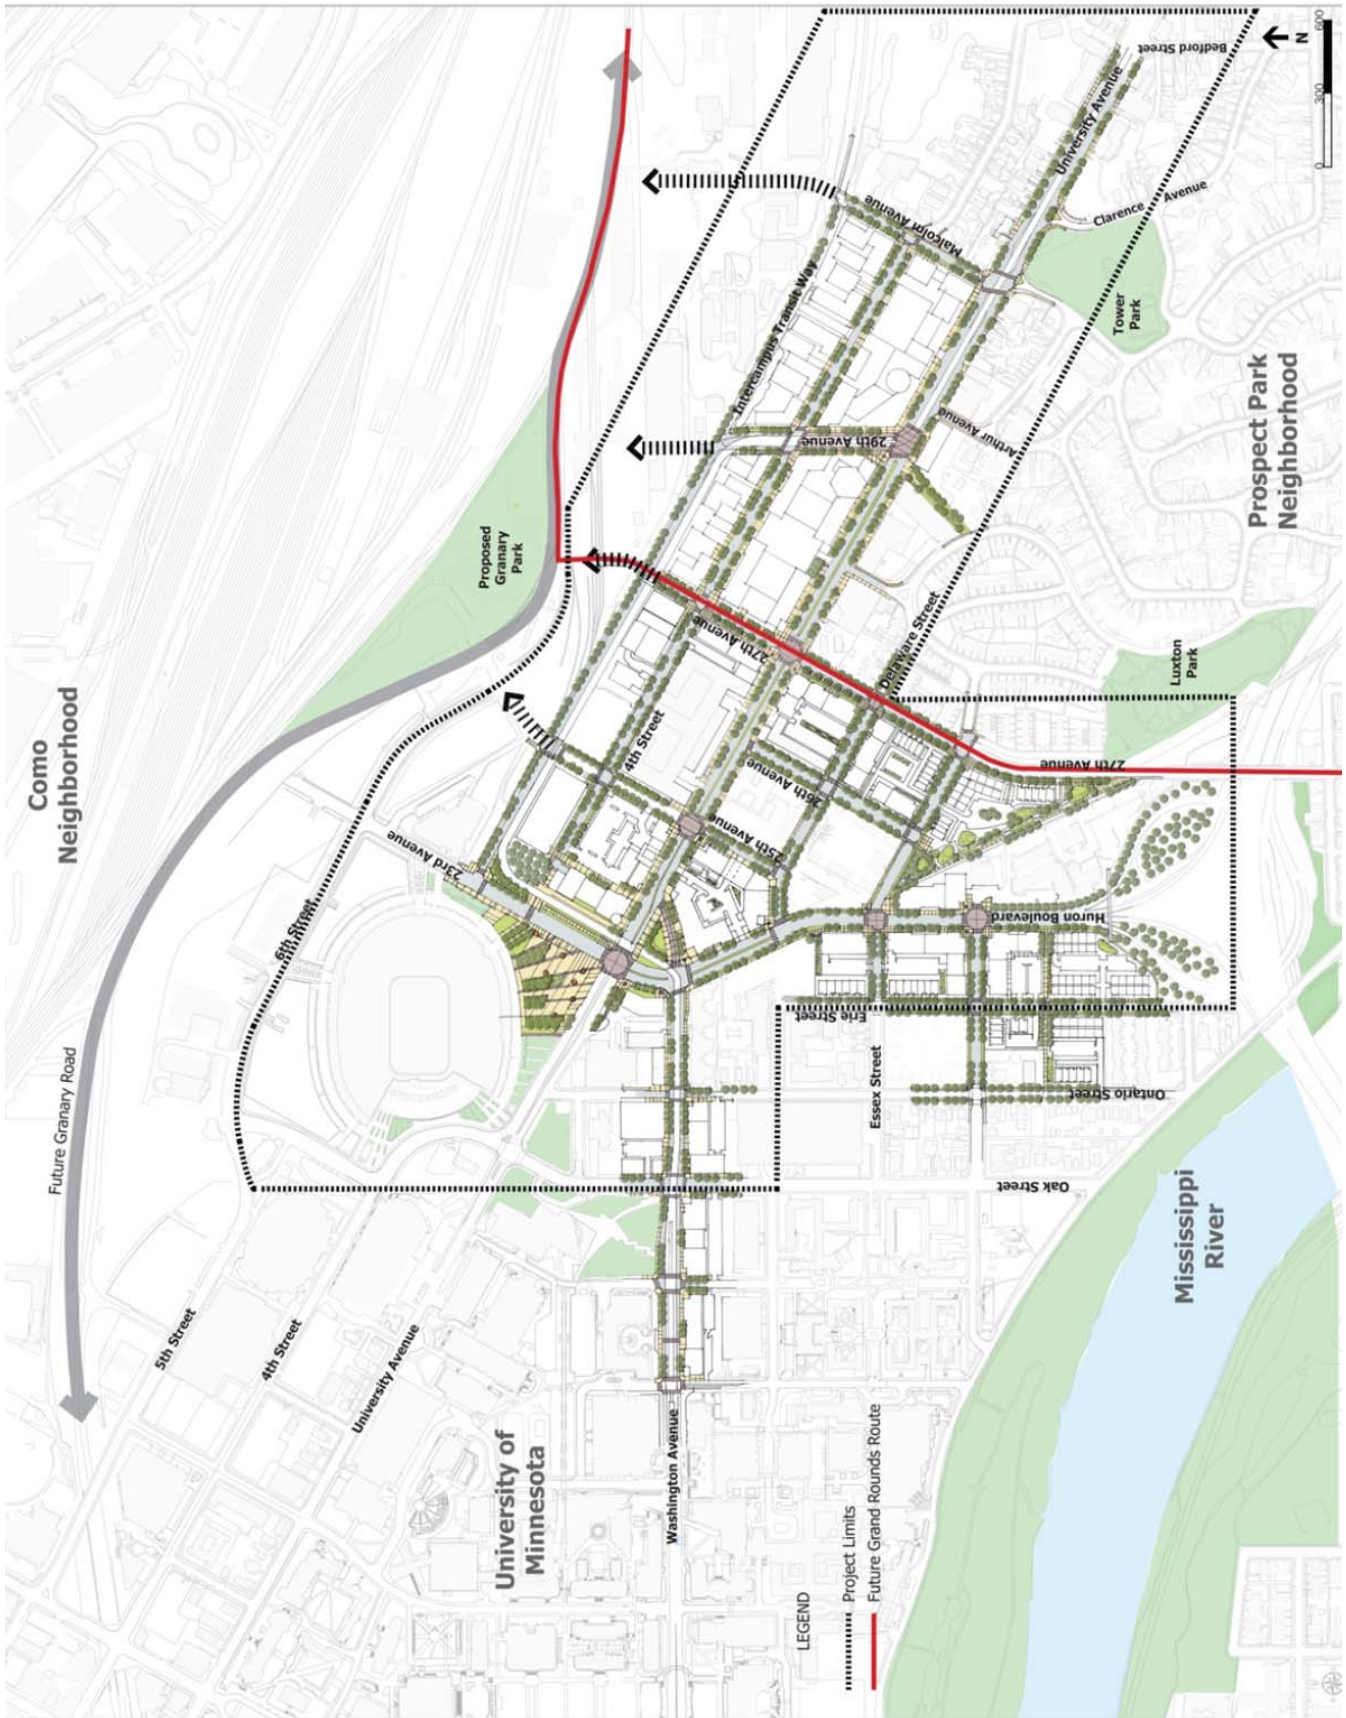 Como
Neighborhood
Future Granary Road
Proposed
Granary
Park
6th Street
23rd Avenue
5th Street
4th Street
University Avenue
University of
Minnesota
Washington Avenue
4th Street
27th Avenue
Intercampus Transit Way
29th Avenue
Malcolm Avenue
University Avenue
Bedford Street
Clarence Avenue
Arthur Avenue
Tower
Park
Prospect Park
Neighborhood
Delaware Street
25th Avenue
26th Avenue
Luxton
Park
27th Avenue
Huron Boulevard
Erie Street
Essex Street
Ontario Street
Oak Street
Mississippi
River
LEGEND
Project Limits
Future Grand Rounds Route
N
0 300 600